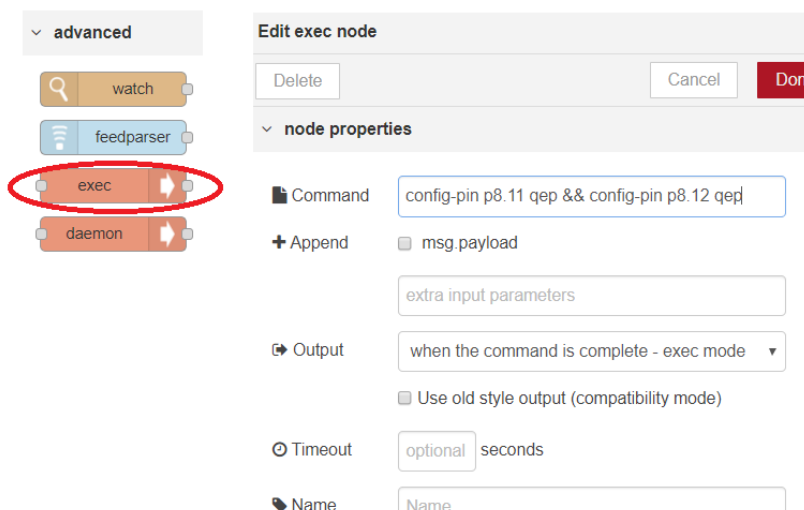 advanced
watch
feedparser
exec
daemon
Edit exec node
Delete
Cancel
Don
node properties
Command
config-pin p8.11 qep && config-pin p8.12 qep
Append
msg.payload
extra input parameters
Output
when the command is complete - exec mode
Use old style output (compatibility mode)
Timeout
optional
seconds
Name
Name